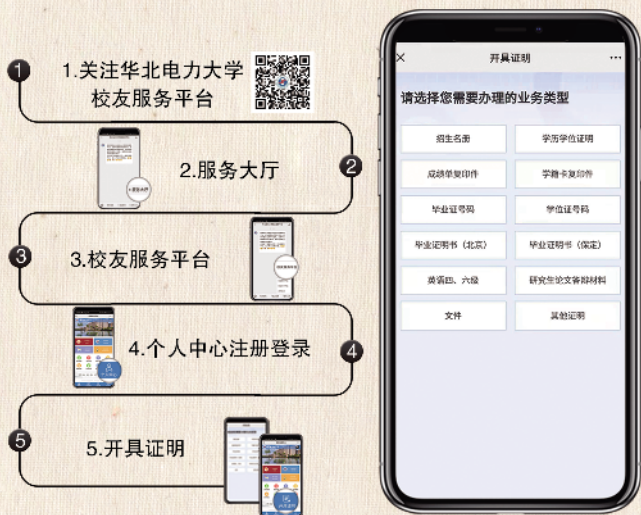 1
1.关注华北电力大学
校友服务平台
2.服务大厅
2
3
3.校友服务平台
4.个人中心注册登录
4
5
5.开具证明
开具证明
请选择您需要办理的业务类型
招生名册
学历学位证明
成绩单复印件
学籍卡复印件
毕业证号码
学位证号码
毕业证明书（北京）
毕业证明书（保定）
英语四、六级
研究生论文答辩材料
文件
其他证明